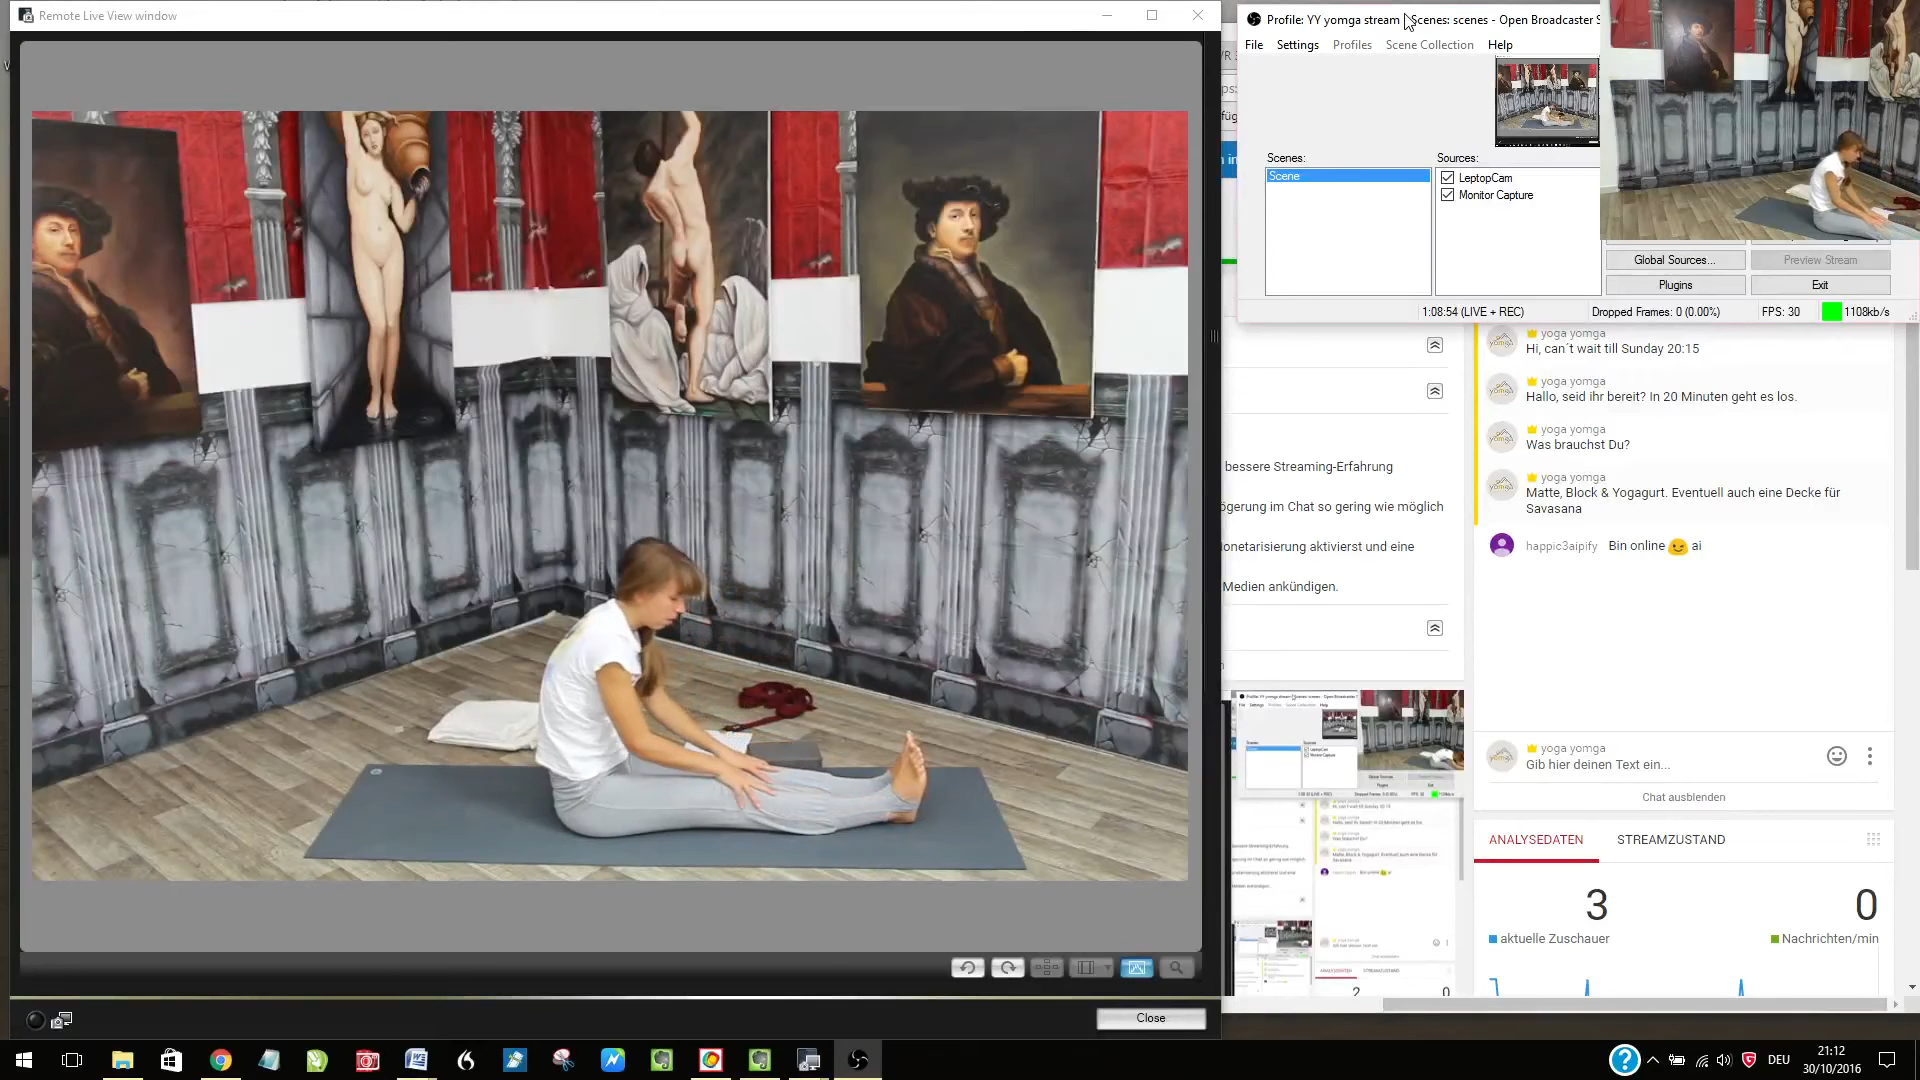 Remote Live View window
Profile: YY yomga stream
Scenes: scenes - Open Broadcaster S
File Settings Profiles Scene Collection Help
Scenes:
Sources:
Scene
LeptopCam
Monitor Capture
Global Sources...
Preview Stream
Plugins
Exit
1:08:54 (LIVE + REC)
Dropped Frames: 0 (0.00%)
FPS: 30
1108kb/s
yoga yomga
Hi, can´t wait till Sunday 20:15
yoga yomga
Hallo, seid ihr bereit? In 20 Minuten geht es los.
yoga yomga
Was brauchst Du?
yoga yomga
Matte, Block & Yogagurt. Eventuell auch eine Decke für
Savasana
happic3aipify Bin online 😉 ai
bessere Streaming-Erfahrung
ögerung im Chat so gering wie möglich
onetarisierung aktivierst und eine
Medien ankündigen.
yoga yomga
Gib hier deinen Text ein...
Chat ausblenden
ANALYSEDATEN STREAMZUSTAND
3
0
aktuelle Zuschauer
Nachrichten/min
Close
DEU
21:12
30/10/2016